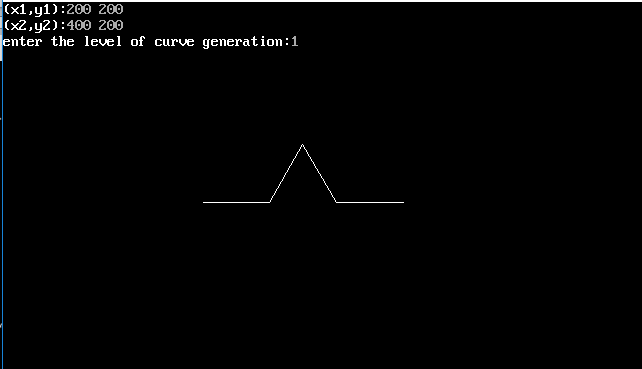 (x1,y1):200 200
(x2,y2):400 200
enter the level of curve generation:1